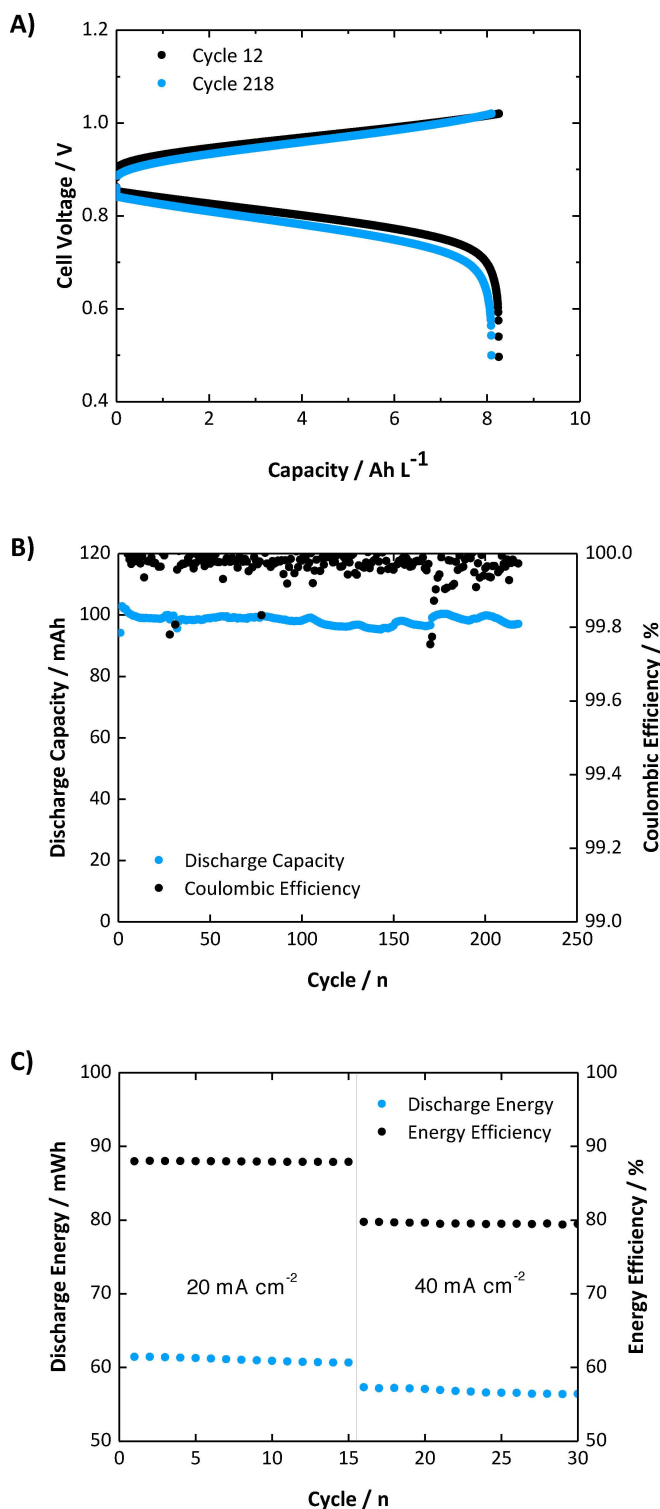 A)
Cell Voltage / V
1.2
1.0
0.8
0.6
0.4
Cycle 12
Cycle 218
0 2 4 6 8 10
Capacity / Ah L⁻¹
B)
Discharge Capacity / mAh
120
100
80
60
40
20
0
Discharge Capacity
Coulombic Efficiency
100.0
99.8
99.6
99.4
99.2
99.0
Coulombic Efficiency / %
0 50 100 150 200 250
Cycle / n
C)
Discharge Energy / mWh
100
90
80
70
60
50
Discharge Energy
Energy Efficiency
20 mA cm⁻²
40 mA cm⁻²
100
90
80
70
60
50
Energy Efficiency / %
0 5 10 15 20 25 30
Cycle / n